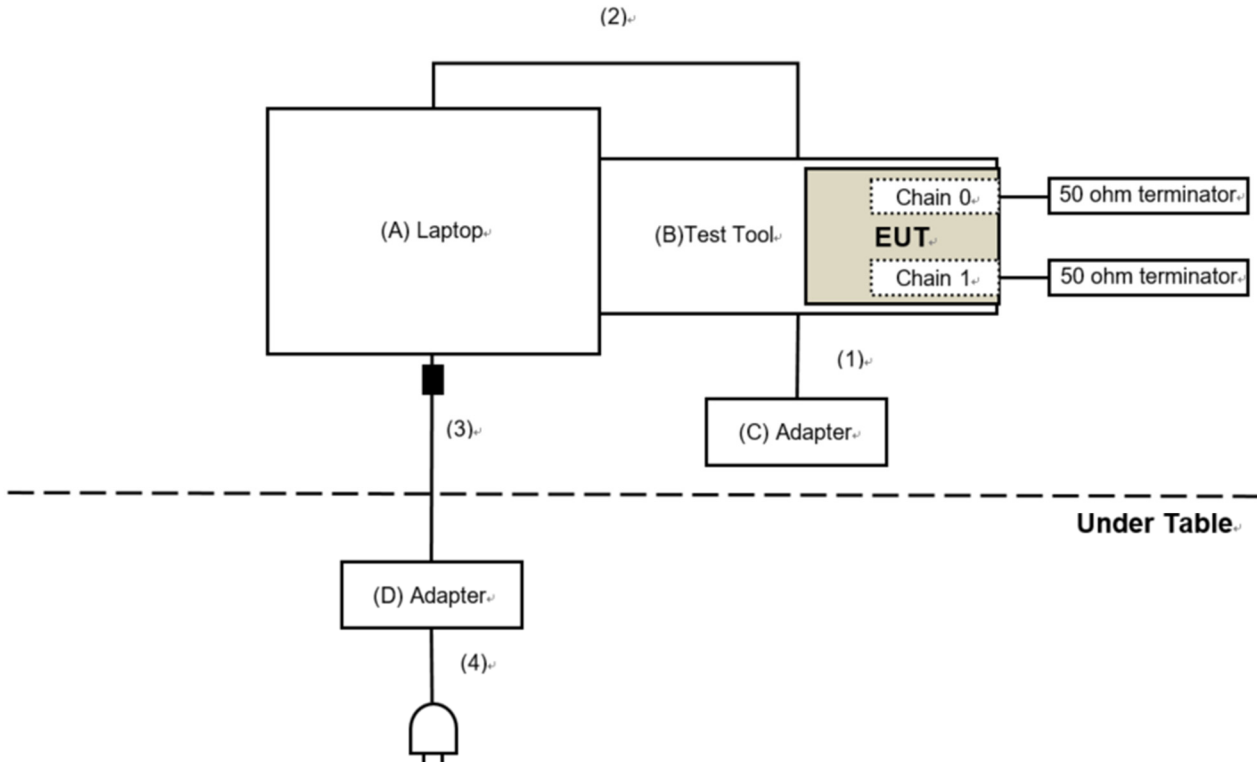 (2)
(A) Laptop
(B)Test Tool
Chain 0
EUT
Chain 1
50 ohm terminator
50 ohm terminator
(1)
(C) Adapter
(3)
Under Table
(D) Adapter
(4)